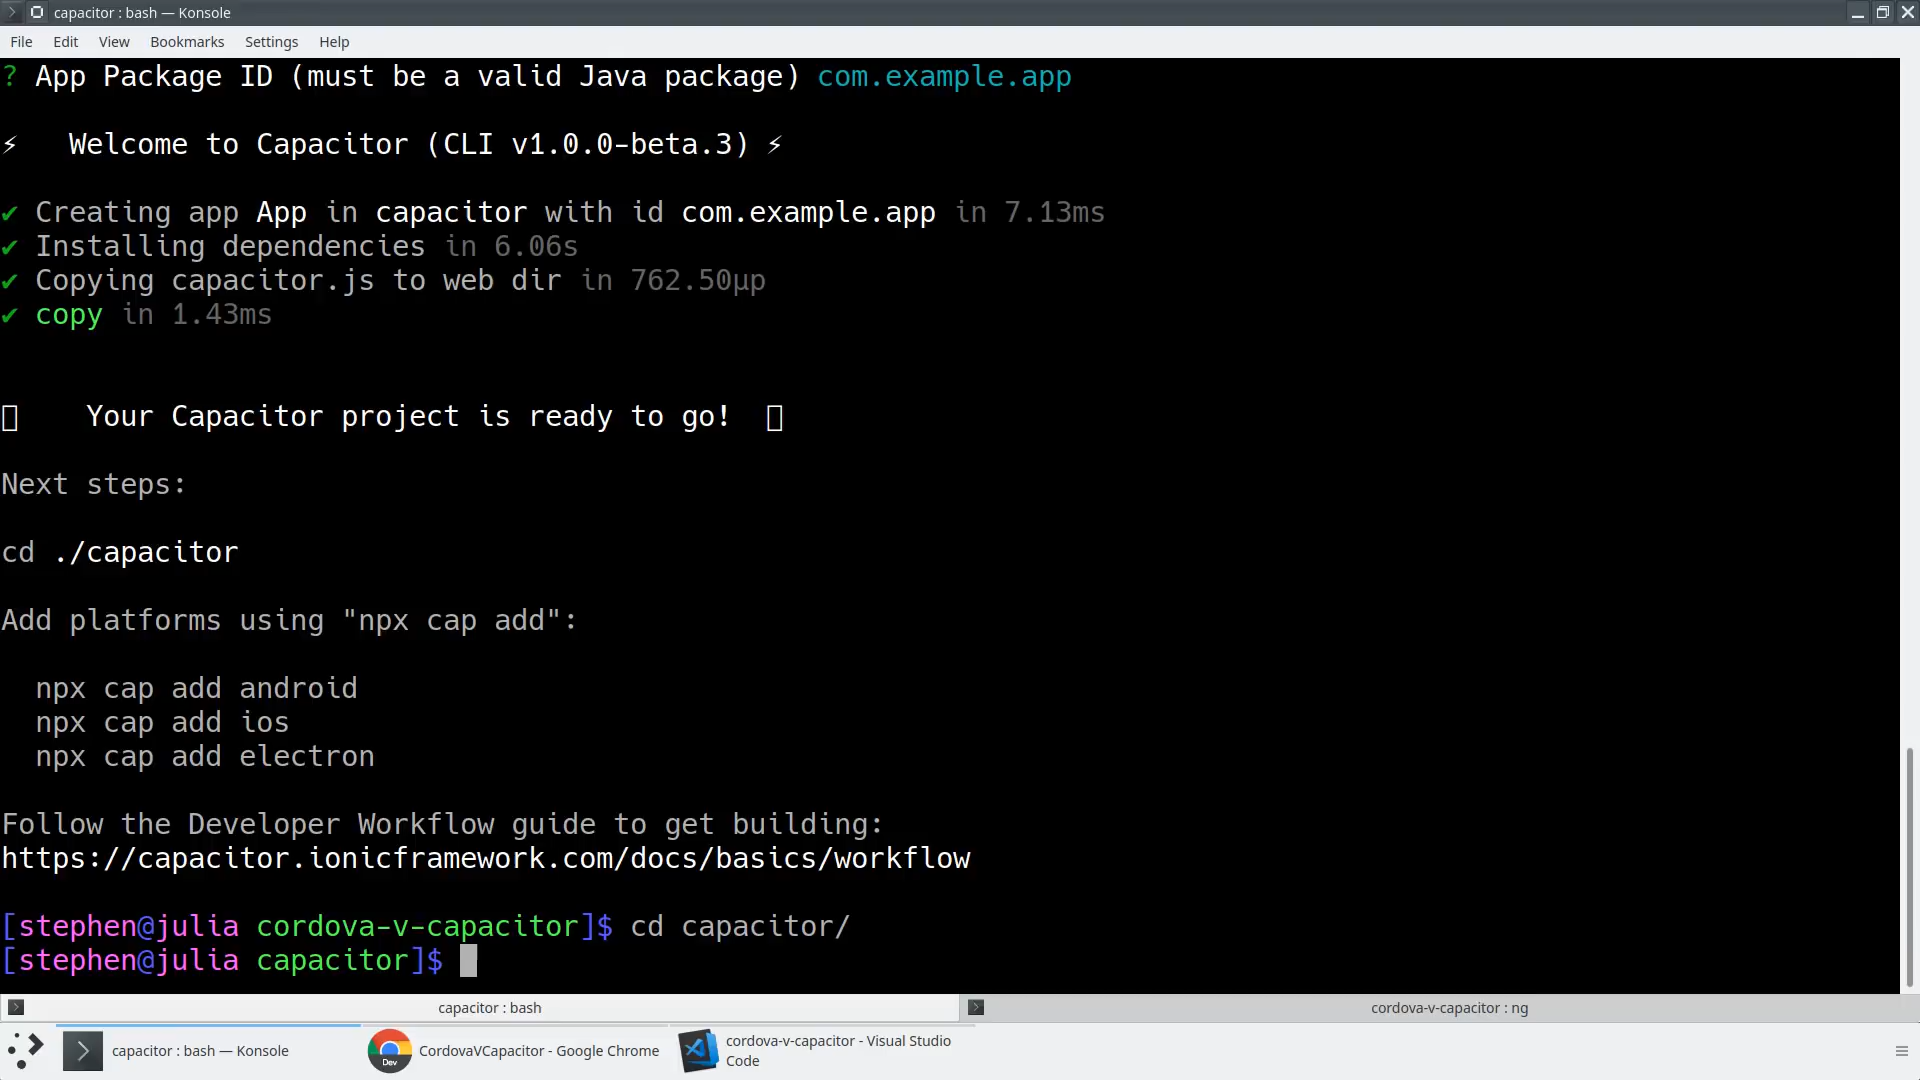 capacitor : bash — Konsole
File Edit View Bookmarks Settings Help
? App Package ID (must be a valid Java package) com.example.app
⚡ Welcome to Capacitor (CLI v1.0.0-beta.3) ⚡
✔ Creating app App in capacitor with id com.example.app in 7.13ms
✔ Installing dependencies in 6.06s
✔ Copying capacitor.js to web dir in 762.50μp
✔ copy in 1.43ms
Your Capacitor project is ready to go!
Next steps:
cd ./capacitor
Add platforms using "npx cap add":
npx cap add android
npx cap add ios
npx cap add electron
Follow the Developer Workflow guide to get building:
https://capacitor.ionicframework.com/docs/basics/workflow
[stephen@julia cordova-v-capacitor]$ cd capacitor/
[stephen@julia capacitor]$
capacitor : bash cordova-v-capacitor : ng
capacitor : bash — Konsole
Dev
CordovaVCapacitor - Google Chrome
cordova-v-capacitor - Visual Studio
Code